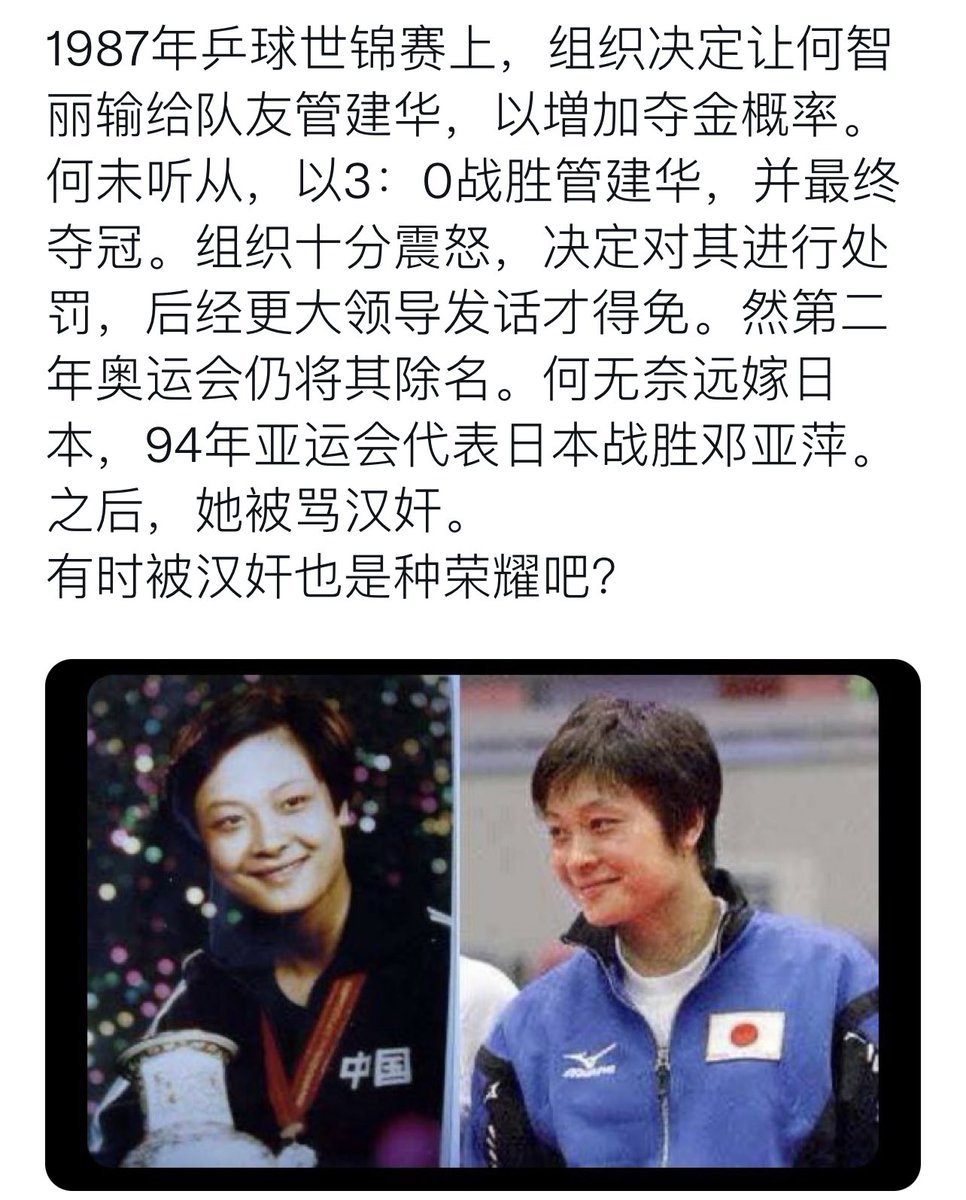 1987年乒球世锦赛上，组织决定让何智
丽输给队友管建华，以增加夺金概率。
何未听从，以3：0战胜管建华，并最终
夺冠。组织十分震怒，决定对其进行处
罚，后经更大领导发话才得免。然第二
年奥运会仍将其除名。何无奈远嫁日
本，94年亚运会代表日本战胜邓亚萍。
之后，她被骂汉奸。
有时被汉奸也是种荣耀吧？
中国